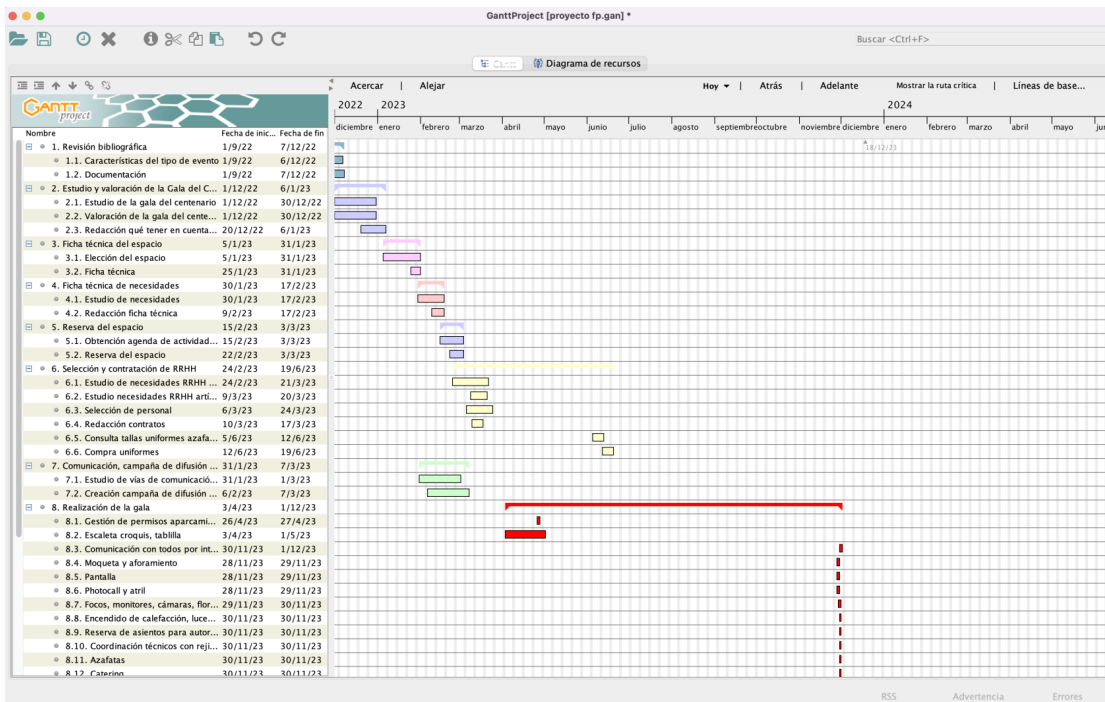 GanttProject [proyecto fp.gan] *
Buscar <Ctrl+F>
Gantt Diagrama de recursos
Acercar | Alejar Hoy | Atrás | Adelante Mostrar la ruta crítica | Líneas de base...
GANTT project
2022 2023 2024
Nombre Fecha de inic... Fecha de fin diciembre enero febrero marzo abril mayo junio julio agosto septiembre octubre noviembre diciembre enero febrero marzo abril mayo
1. Revisión bibliográfica 1/9/22 7/12/22
18/12/23
1.1. Características del tipo de evento 1/9/22 6/12/22
1.2. Documentación 1/9/22 7/12/22
2. Estudio y valoración de la Gala del C... 1/12/22 6/1/23
2.1. Estudio de la gala del centenario 1/12/22 30/12/22
2.2. Valoración de la gala del cente... 1/12/22 30/12/22
2.3. Redacción qué tener en cuenta... 20/12/22 6/1/23
3. Ficha técnica del espacio 5/1/23 31/1/23
3.1. Elección del espacio 5/1/23 31/1/23
3.2. Ficha técnica 25/1/23 31/1/23
4. Ficha técnica de necesidades 30/1/23 17/2/23
4.1. Estudio de necesidades 30/1/23 17/2/23
4.2. Redacción ficha técnica 9/2/23 17/2/23
5. Reserva del espacio 15/2/23 3/3/23
5.1. Obtención agenda de actividad... 15/2/23 3/3/23
5.2. Reserva del espacio 22/2/23 3/3/23
6. Selección y contratación de RRHH 24/2/23 19/6/23
6.1. Estudio de necesidades RRHH ... 24/2/23 21/3/23
6.2. Estudio necesidades RRHH artí... 9/3/23 20/3/23
6.3. Selección de personal 6/3/23 24/3/23
6.4. Redacción contratos 10/3/23 17/3/23
6.5. Consulta tallas uniformes azafa... 5/6/23 12/6/23
6.6. Compra uniformes 12/6/23 19/6/23
7. Comunicación, campaña de difusión ... 31/1/23 7/3/23
7.1. Estudio de vías de comunicació... 31/1/23 1/3/23
7.2. Creación campaña de difusión ... 6/2/23 7/3/23
8. Realización de la gala 3/4/23 1/12/23
8.1. Gestión de permisos aparcami... 26/4/23 27/4/23
8.2. Escaleta croquis, tablilla 3/4/23 1/5/23
8.3. Comunicación con todos por int... 30/11/23 1/12/23
8.4. Moqueta y aforamiento 28/11/23 29/11/23
8.5. Pantalla 28/11/23 29/11/23
8.6. Photocall y atril 28/11/23 29/11/23
8.7. Focos, monitores, cámaras, flor... 29/11/23 30/11/23
8.8. Encendido de calefacción, luce... 30/11/23 30/11/23
8.9. Reserva de asientos para autor... 30/11/23 30/11/23
8.10. Coordinación técnicos con reji... 30/11/23 30/11/23
8.11. Azafatas 30/11/23 30/11/23
8.12. Catering 30/11/23 30/11/23
RSS Advertencia Errores